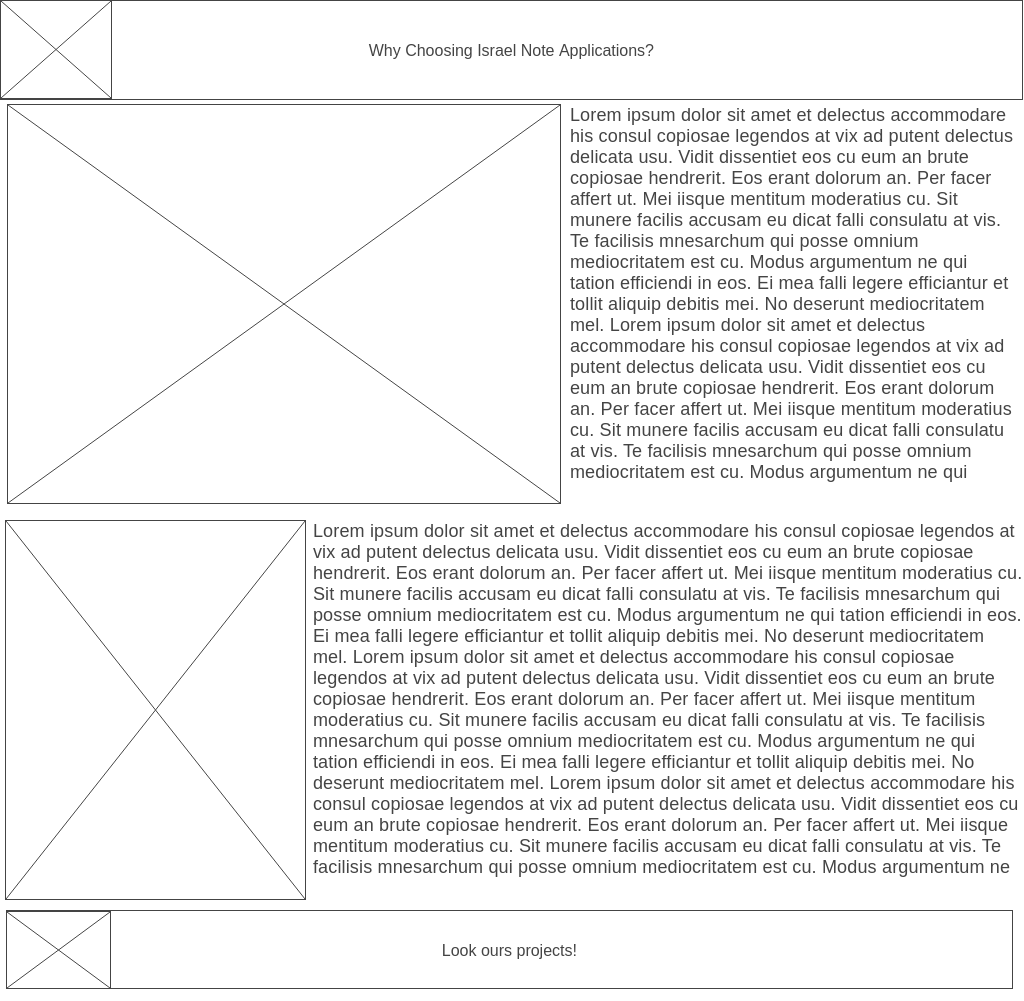 Why Choosing Israel Note Applications?
Lorem ipsum dolor sit amet et delectus accommodare
his consul copiosae legendos at vix ad putent delectus
delicata usu. Vidit dissentiet eos cu eum an brute
copiosae hendrerit. Eos erant dolorum an. Per facer
affert ut. Mei iisque mentitum moderatius cu. Sit
munere facilis accusam eu dicat falli consulatu at vis.
Te facilisis mnesarchum qui posse omnium
mediocritatem est cu. Modus argumentum ne qui
tation efficiendi in eos. Ei mea falli legere efficiantur et
tollit aliquip debitis mei. No deserunt mediocritatem
mel. Lorem ipsum dolor sit amet et delectus
accommodare his consul copiosae legendos at vix ad
putent delectus delicata usu. Vidit dissentiet eos cu
eum an brute copiosae hendrerit. Eos erant dolorum
an. Per facer affert ut. Mei iisque mentitum moderatius
cu. Sit munere facilis accusam eu dicat falli consulatu
at vis. Te facilisis mnesarchum qui posse omnium
mediocritatem est cu. Modus argumentum ne qui
Lorem ipsum dolor sit amet et delectus accommodare his consul copiosae legendos at
vix ad putent delectus delicata usu. Vidit dissentiet eos cu eum an brute copiosae
hendrerit. Eos erant dolorum an. Per facer affert ut. Mei iisque mentitum moderatius cu.
Sit munere facilis accusam eu dicat falli consulatu at vis. Te facilisis mnesarchum qui
posse omnium mediocritatem est cu. Modus argumentum ne qui tation efficiendi in eos.
Ei mea falli legere efficiantur et tollit aliquip debitis mei. No deserunt mediocritatem
mel. Lorem ipsum dolor sit amet et delectus accommodare his consul copiosae
legendos at vix ad putent delectus delicata usu. Vidit dissentiet eos cu eum an brute
copiosae hendrerit. Eos erant dolorum an. Per facer affert ut. Mei iisque mentitum
moderatius cu. Sit munere facilis accusam eu dicat falli consulatu at vis. Te facilisis
mnesarchum qui posse omnium mediocritatem est cu. Modus argumentum ne qui
tation efficiendi in eos. Ei mea falli legere efficiantur et tollit aliquip debitis mei. No
deserunt mediocritatem mel. Lorem ipsum dolor sit amet et delectus accommodare his
consul copiosae legendos at vix ad putent delectus delicata usu. Vidit dissentiet eos cu
eum an brute copiosae hendrerit. Eos erant dolorum an. Per facer affert ut. Mei iisque
mentitum moderatius cu. Sit munere facilis accusam eu dicat falli consulatu at vis. Te
facilisis mnesarchum qui posse omnium mediocritatem est cu. Modus argumentum ne
Look ours projects!